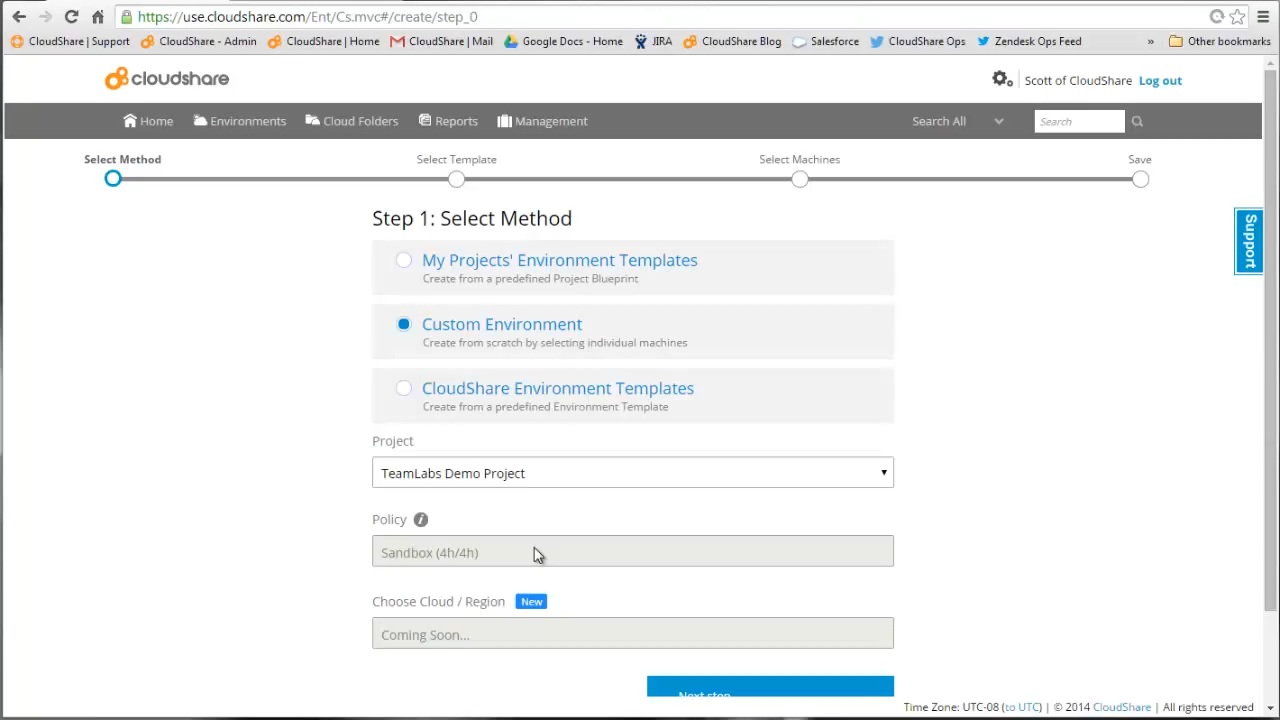 https://use.cloudshare.com/Ent/Cs.mvc#/create/step_0
CloudShare | Support CloudShare - Admin CloudShare | Home CloudShare | Mail Google Docs - Home JIRA CloudShare Blog Salesforce CloudShare Ops Zendesk Ops Feed » Other bookmarks
cloudshare Scott of CloudShare Log out
Home Environments Cloud Folders Reports Management Search All Search
Select Method Select Template Select Machines Save
Step 1: Select Method
My Projects' Environment Templates
Create from a predefined Project Blueprint
Support
Custom Environment
Create from scratch by selecting individual machines
CloudShare Environment Templates
Create from a predefined Environment Template
Project
TeamLabs Demo Project
Policy i
Sandbox (4h/4h)
Choose Cloud / Region New
Coming Soon...
Next step
Time Zone: UTC-08 (to UTC) | © 2014 CloudShare | All rights reserved